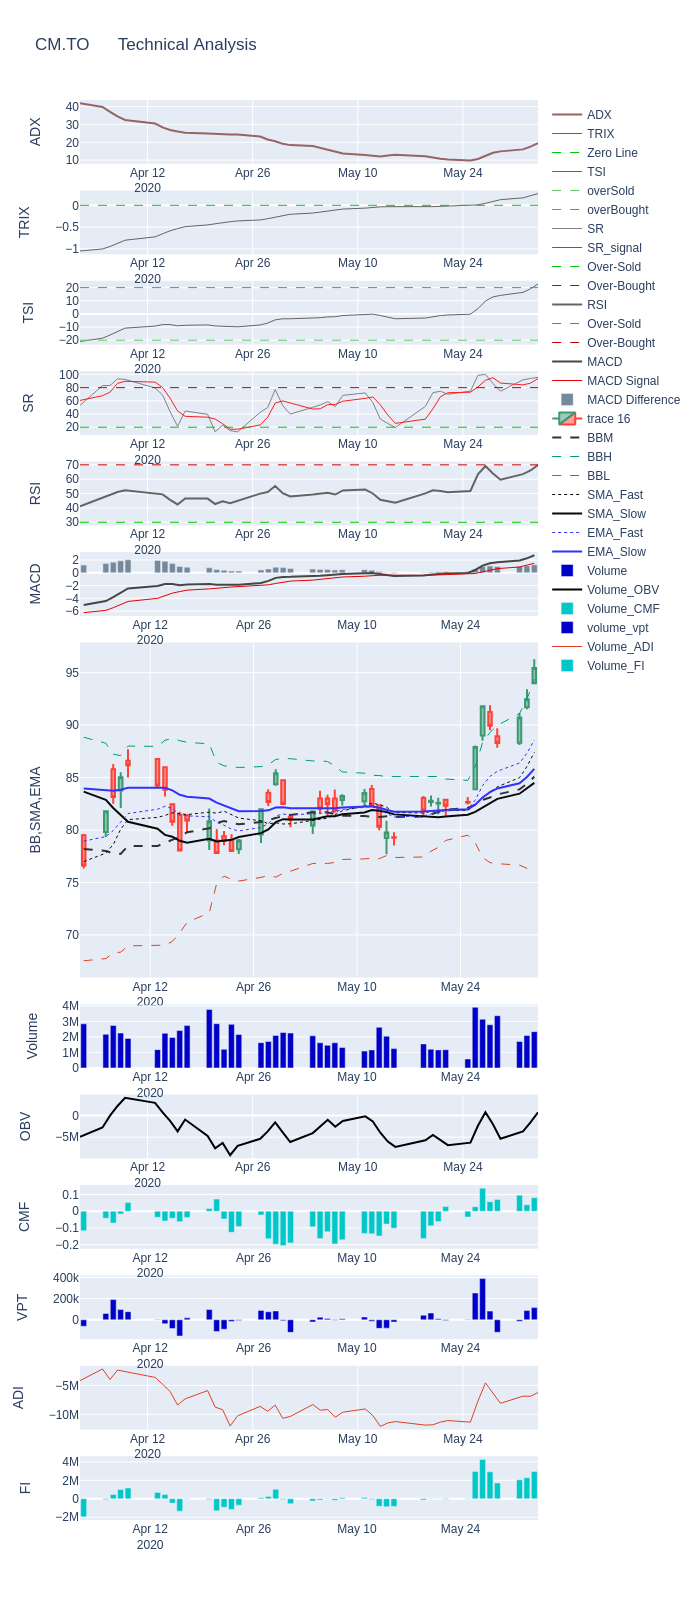 CM.TO      Technical Analysis
ADX
40
30
20
10
Apr 12
2020
Apr 26
May 10
May 24
TRIX
0
−0.5
−1
Apr 12
2020
Apr 26
May 10
May 24
TSI
20
10
0
−10
−20
Apr 12
2020
Apr 26
May 10
May 24
SR
100
80
60
40
20
Apr 12
2020
Apr 26
May 10
May 24
RSI
70
60
50
40
30
Apr 12
2020
Apr 26
May 10
May 24
MACD
2
0
−2
−4
−6
Apr 12
2020
Apr 26
May 10
May 24
BB,SMA,EMA
95
90
85
80
75
70
Apr 12
2020
Apr 26
May 10
May 24
Volume
4M
3M
2M
1M
0
Apr 12
2020
Apr 26
May 10
May 24
OBV
0
−5M
Apr 12
2020
Apr 26
May 10
May 24
CMF
0.1
0
−0.1
−0.2
Apr 12
2020
Apr 26
May 10
May 24
VPT
400k
200k
0
Apr 12
2020
Apr 26
May 10
May 24
ADI
−5M
−10M
Apr 12
2020
Apr 26
May 10
May 24
FI
4M
2M
0
−2M
Apr 12
2020
Apr 26
May 10
May 24
ADX
TRIX
Zero Line
TSI
overSold
overBought
SR
SR_signal
Over-Sold
Over-Bought
RSI
Over-Sold
Over-Bought
MACD
MACD Signal
MACD Difference
trace 16
BBM
BBH
BBL
SMA_Fast
SMA_Slow
EMA_Fast
EMA_Slow
Volume
Volume_OBV
Volume_CMF
volume_vpt
Volume_ADI
Volume_FI